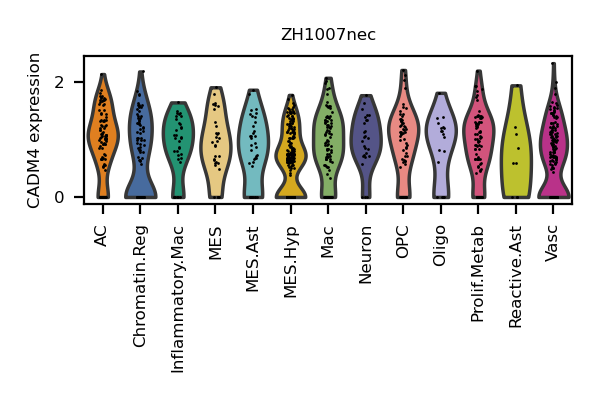 ZH1007nec
CADM4 expression
2
0
AC
Chromatin.Reg
Inflammatory.Mac
MES
MES.Ast
MES.Hyp
Mac
Neuron
OPC
Oligo
Prolif.Metab
Reactive.Ast
Vasc